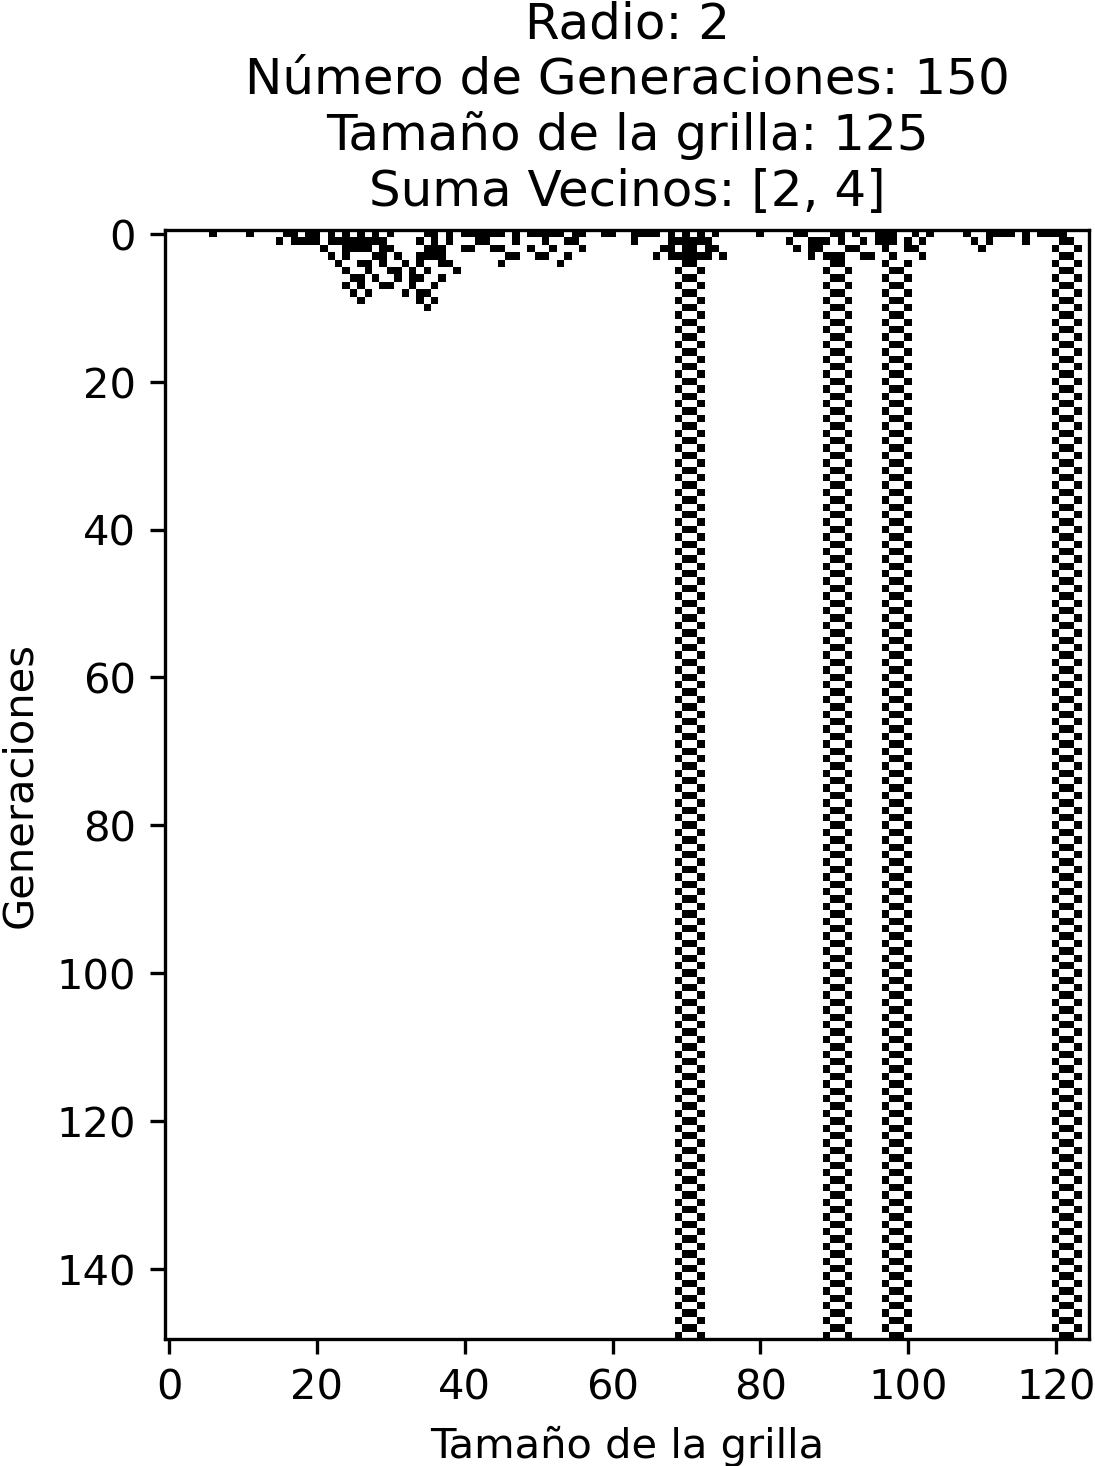 Radio: 2
Número de Generaciones: 150
Tamaño de la grilla: 125
Suma Vecinos: [2, 4]
0
20
40
60
80
100
120
140
Generaciones
0 20 40 60 80 100 120
Tamaño de la grilla